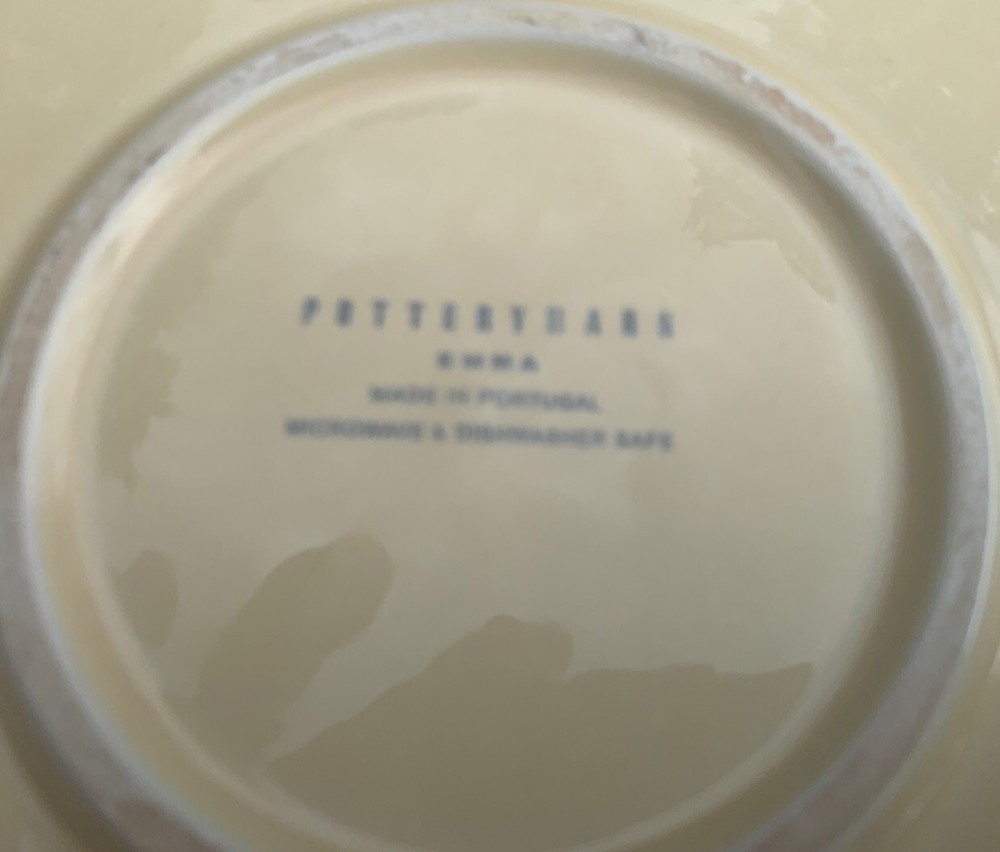 POTTERYBARN
EMMA
MADE IN PORTUGAL
MICROWAVE & DISHWASHER SAFE